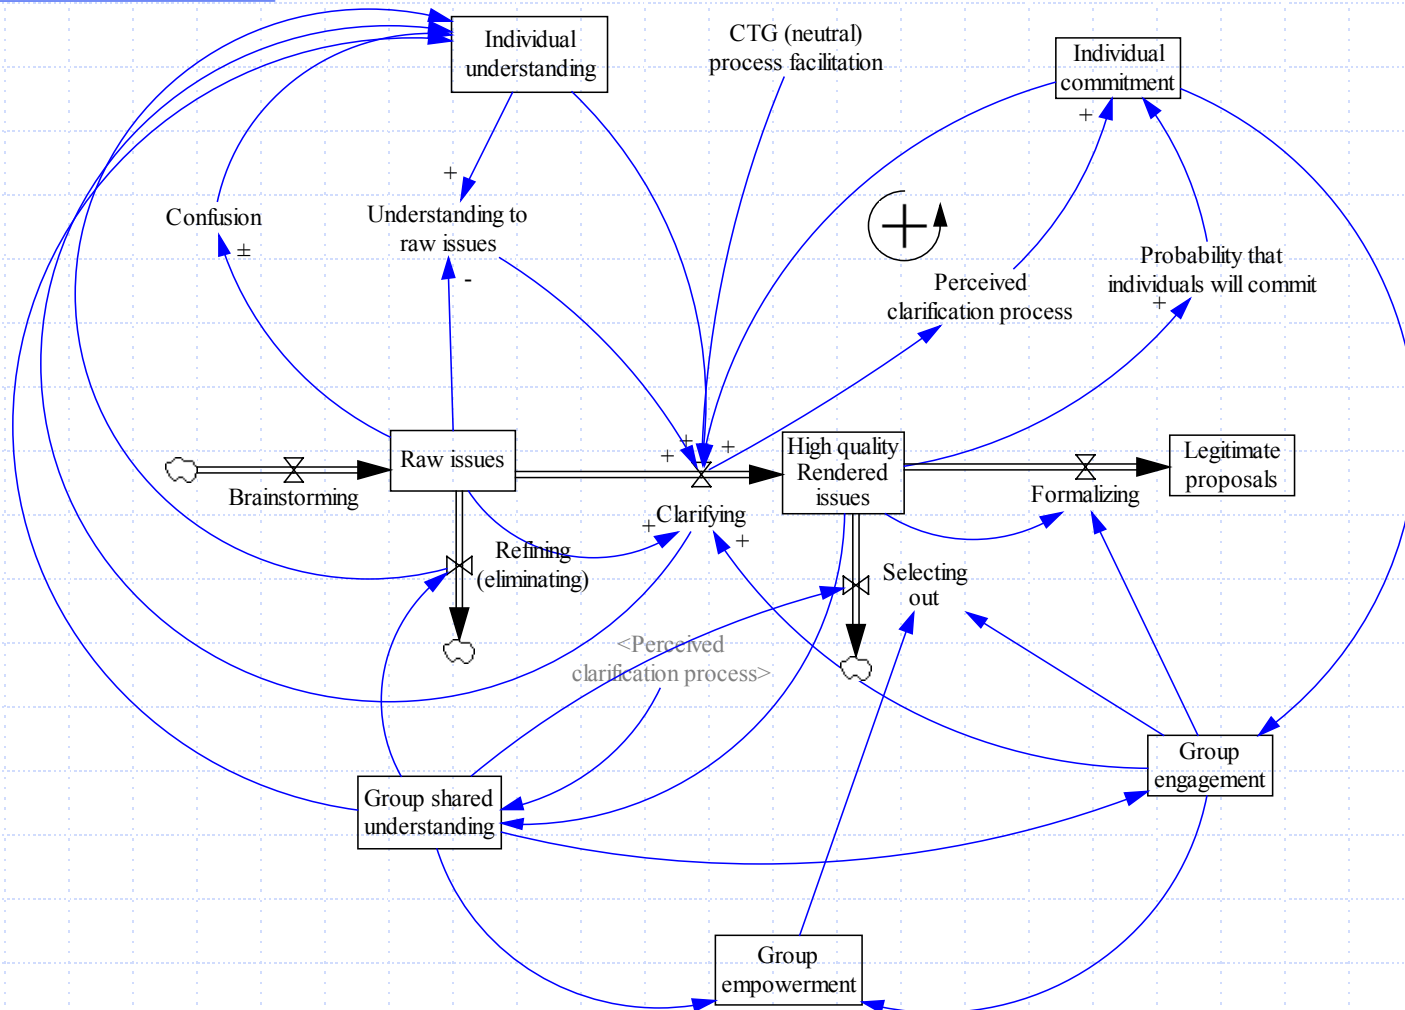 Individual
understanding
CTG (neutral)
process facilitation
Individual
commitment
+
+
Confusion
±
Understanding to
raw issues
-
+
Perceived
clarification process
Probability that
individuals will commit
+
Raw issues
+
+
+
High quality
Rendered
issues
Legitimate
proposals
Brainstorming
Formalizing
Clarifying
+
+
Refining
(eliminating)
Selecting
out
<Perceived
clarification process>
Group
engagement
Group shared
understanding
Group
empowerment